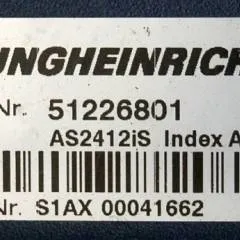 UNGHEINRICH
Nr. 51226801
AS2412iS Index A
Nr. S1AX 00041662